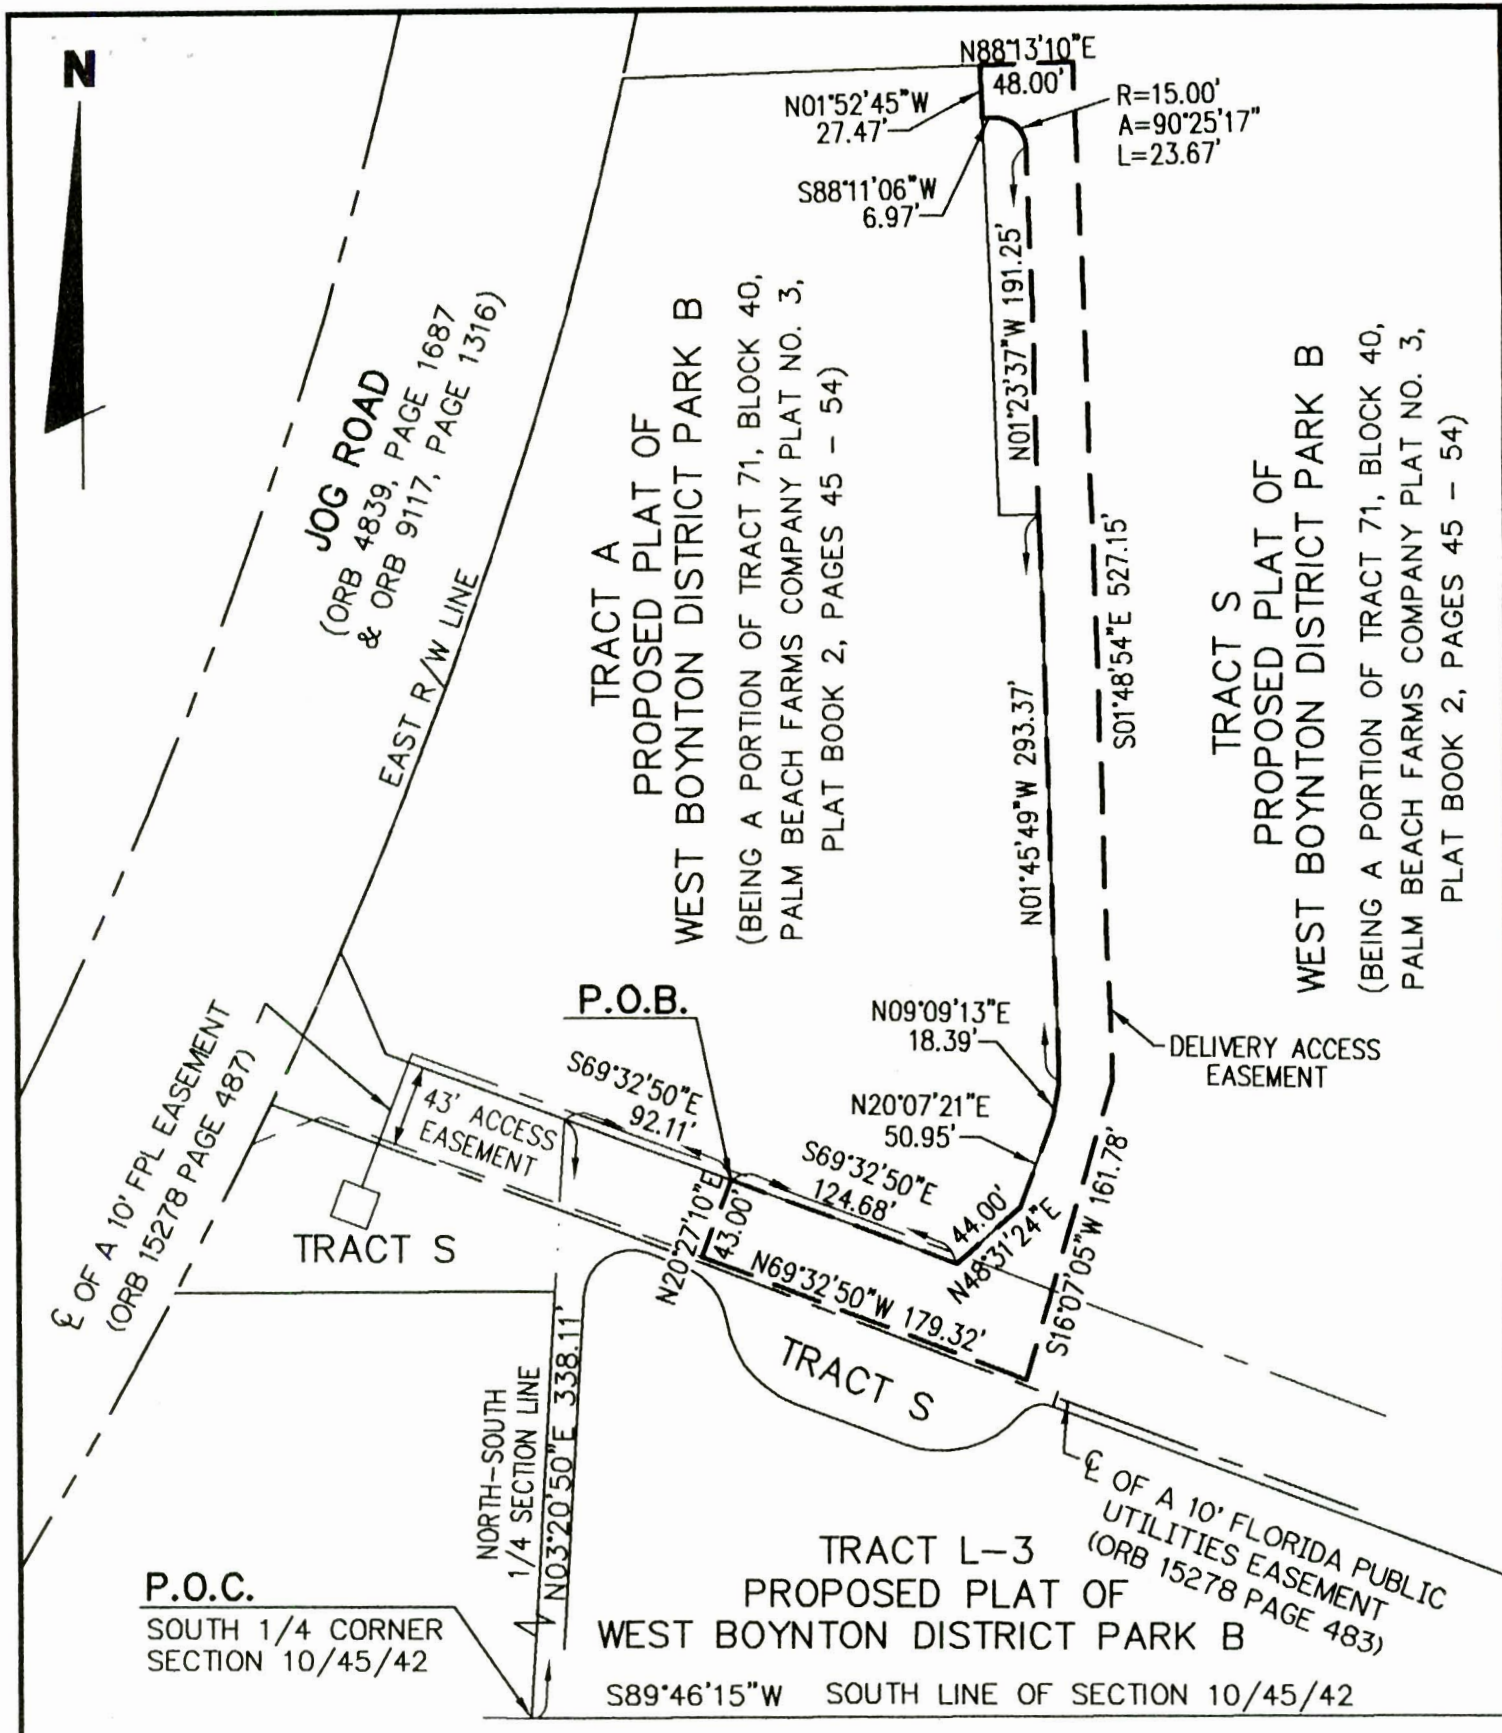 N
N88°13'10"E
48.00'
N01°52'45"W
27.47'
R=15.00'
A=90°25'17"
L=23.67'
S88°11'06"W
6.97'
N01°23'37"W 191.25'
JOG ROAD
(ORB 4839, PAGE 1687
& ORB 9117, PAGE 1316)
EAST R/W LINE
TRACT A
PROPOSED PLAT OF
WEST BOYNTON DISTRICT PARK B
(BEING A PORTION OF TRACT 71, BLOCK 40,
PALM BEACH FARMS COMPANY PLAT NO. 3,
PLAT BOOK 2, PAGES 45 - 54)
N01°45'49"W 293.37'
S01°48'54"E 527.15'
TRACT S
PROPOSED PLAT OF
WEST BOYNTON DISTRICT PARK B
(BEING A PORTION OF TRACT 71, BLOCK 40,
PALM BEACH FARMS COMPANY PLAT NO. 3,
PLAT BOOK 2, PAGES 45 - 54)
P.O.B.
N09°09'13"E
18.39'
DELIVERY ACCESS
EASEMENT
S69°32'50"E
92.11'
N20°07'21"E
50.95'
43' ACCESS
EASEMENT
S69°32'50"E
124.68'
44.00'
N48°31'24"E
S16°07'05"W 161.78'
N20°27'10"E
43.00'
N69°32'50"W 179.32'
℄ OF A 10' FPL EASEMENT
(ORB 15278 PAGE 487)
TRACT S
TRACT S
NORTH-SOUTH
1/4 SECTION LINE
N03°20'50"E 338.11'
℄ OF A 10' FLORIDA PUBLIC
UTILITIES EASEMENT
(ORB 15278 PAGE 483)
TRACT L-3
PROPOSED PLAT OF
WEST BOYNTON DISTRICT PARK B
P.O.C.
SOUTH 1/4 CORNER
SECTION 10/45/42
S89°46'15"W SOUTH LINE OF SECTION 10/45/42